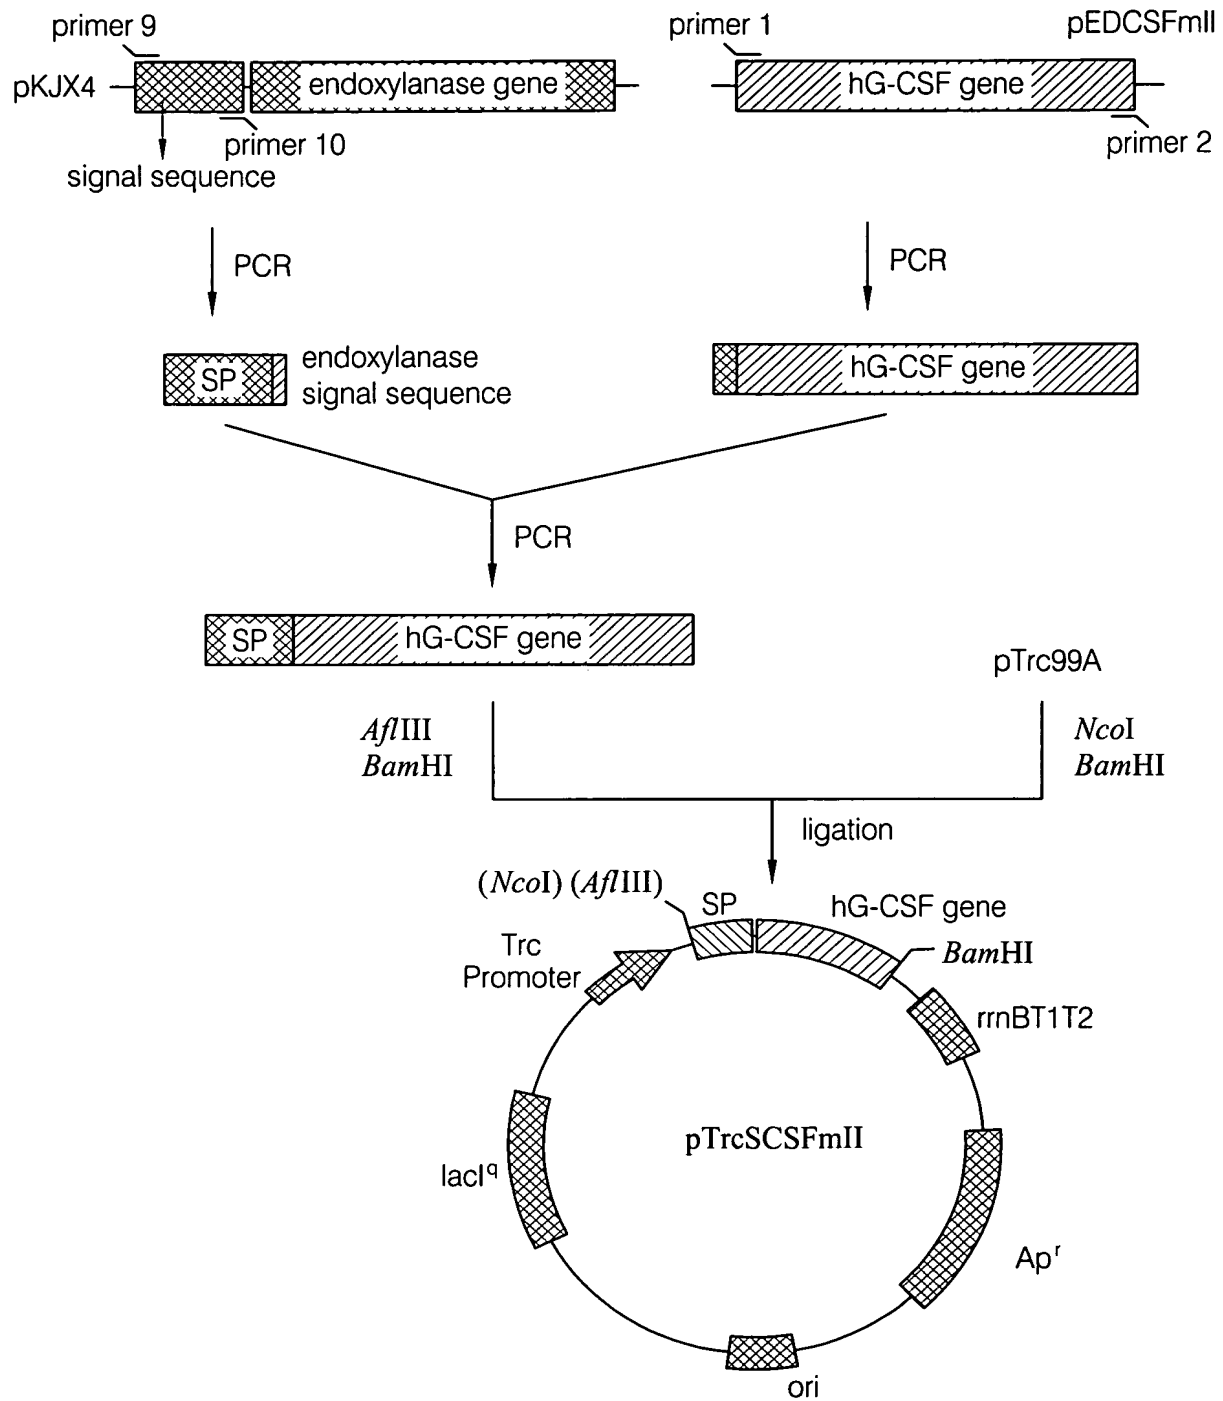 primer 9
primer 1
pEDCSFmII
pKJX4
endoxylanase gene
hG-CSF gene
primer 10
primer 2
signal sequence
PCR
PCR
SP
endoxylanase
signal sequence
hG-CSF gene
PCR
SP
hG-CSF gene
pTrc99A
AflIII
BamHI
NcoI
BamHI
ligation
(NcoI) (AflIII)
SP
hG-CSF gene
Trc
Promoter
BamHI
rrnBT1T2
pTrcSCSFmII
lacIq
Apr
ori